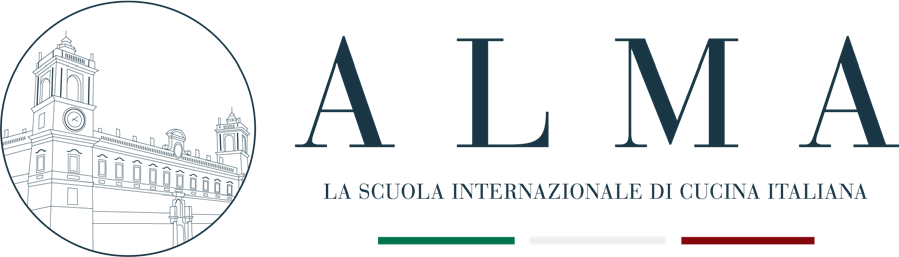 ALMA
LA SCUOLA INTERNAZIONALE DI CUCINA ITALIANA